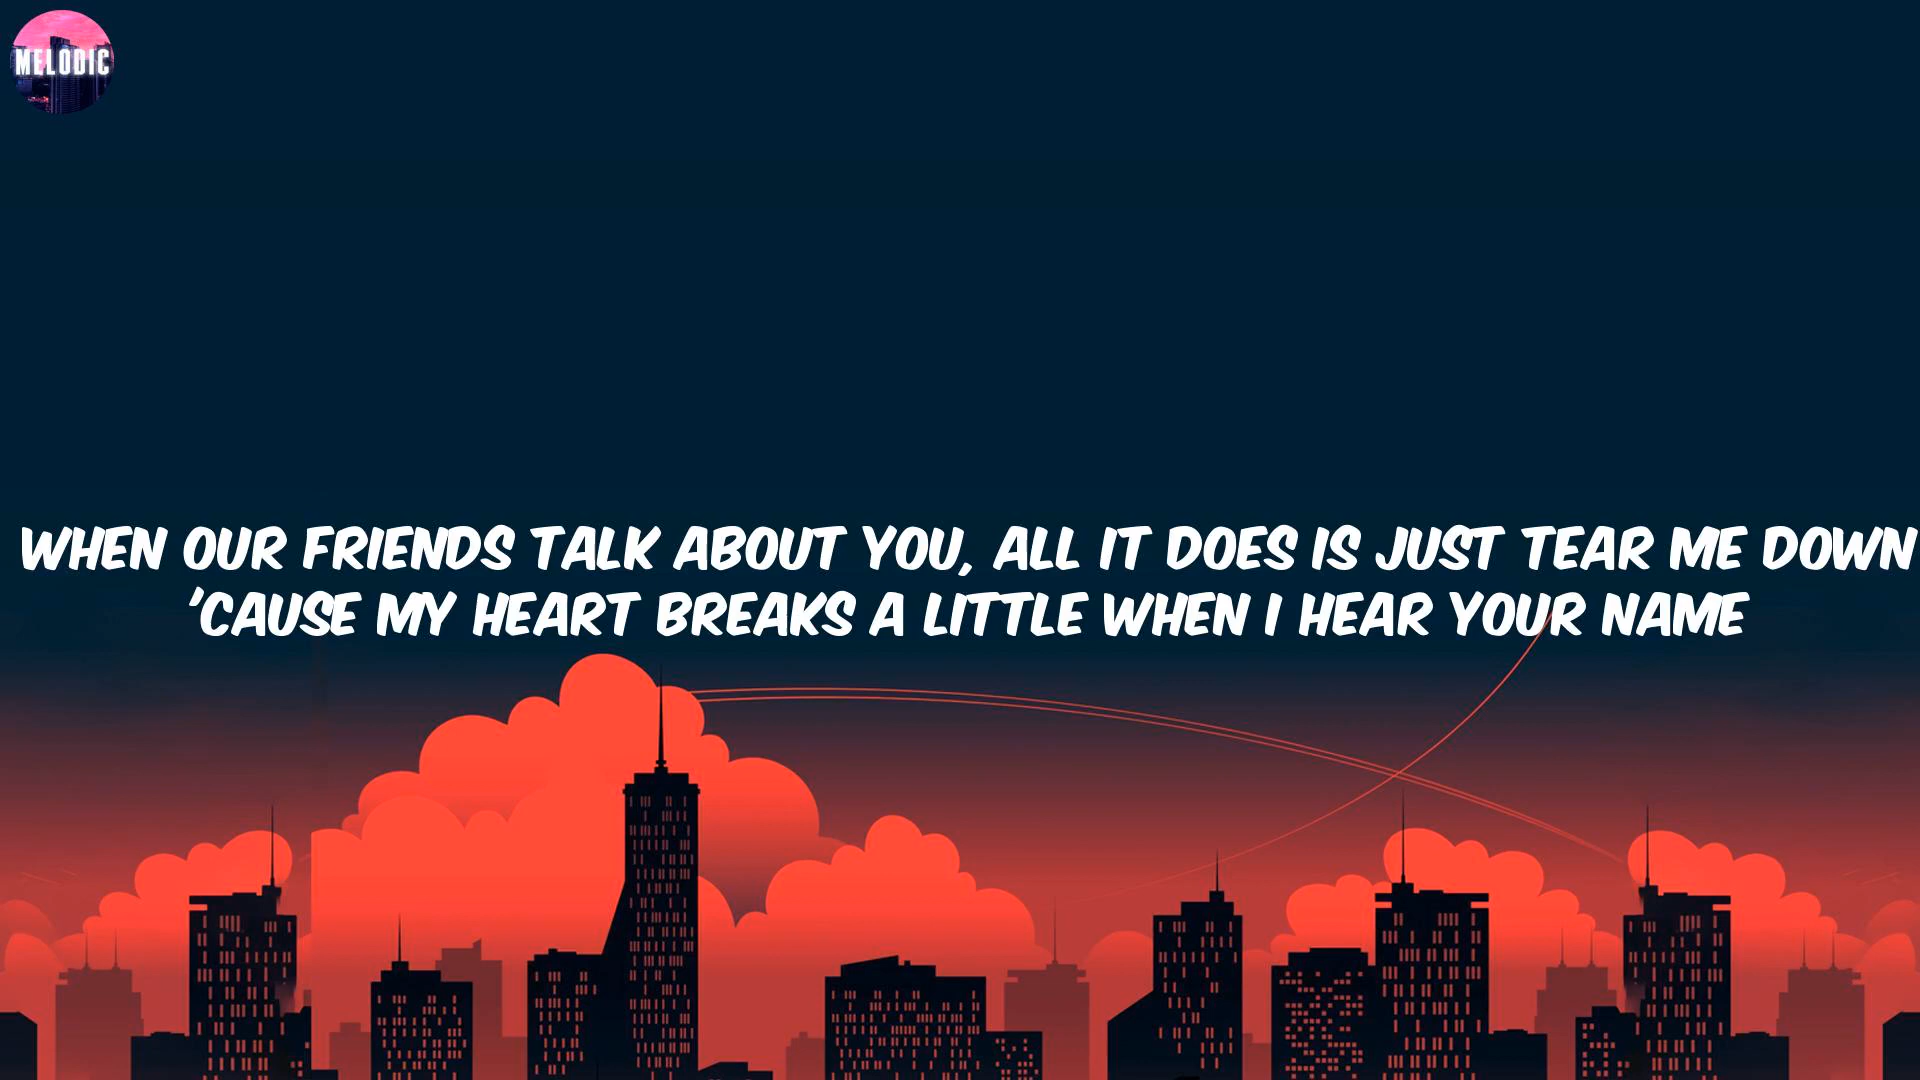 MELODIC
WHEN OUR FRIENDS TALK ABOUT YOU, ALL IT DOES IS JUST TEAR ME DOWN
'CAUSE MY HEART BREAKS A LITTLE WHEN I HEAR YOUR NAME